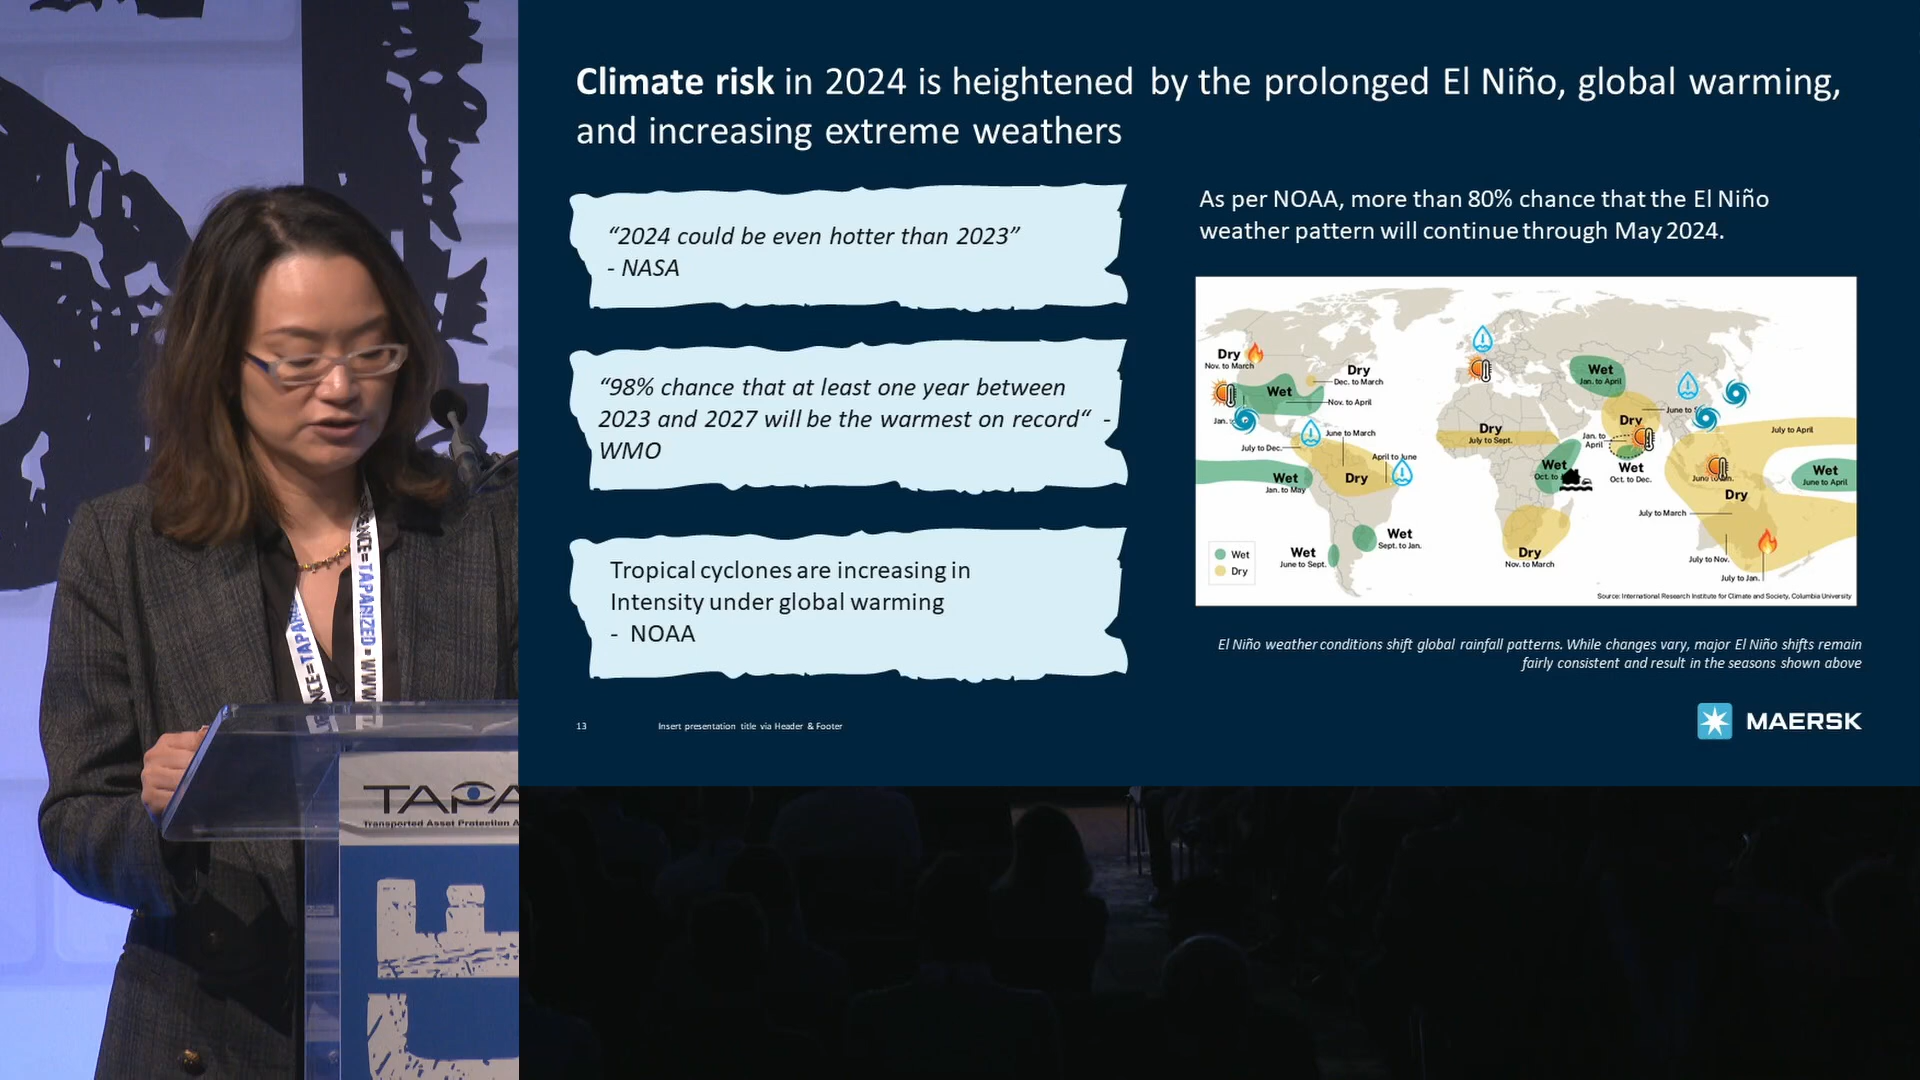 Climate risk in 2024 is heightened by the prolonged El Niño, global warming,
and increasing extreme weathers
“2024 could be even hotter than 2023”
- NASA
“98% chance that at least one year between
2023 and 2027 will be the warmest on record“ -
WMO
Tropical cyclones are increasing in
Intensity under global warming
- NOAA
As per NOAA, more than 80% chance that the El Niño
weather pattern will continue through May 2024.
Dry
Nov. to March
Dry
Dec. to March
Wet
Nov. to April
Jan.
July to Dec.
June to March
April to June
Wet
Jan. to May
Dry
Wet
Sept. to Jan.
Wet
June to Sept.
Dry
July to Sept.
Wet
Jan. to April
Dry
June to
Jan. to
April
Wet
Oct. to
Wet
Oct. to Dec.
Dry
Nov. to March
July to April
Wet
June to April
Dry
July to March
July to Nov.
July to Jan.
Wet
Dry
Source: International Research Institute for Climate and Society, Columbia University
El Niño weather conditions shift global rainfall patterns. While changes vary, major El Niño shifts remain
fairly consistent and result in the seasons shown above
13
Insert presentation title via Header & Footer
MAERSK
TAPA
Transported Asset Protection A
ENCE=TAPARIZED=WWW.T